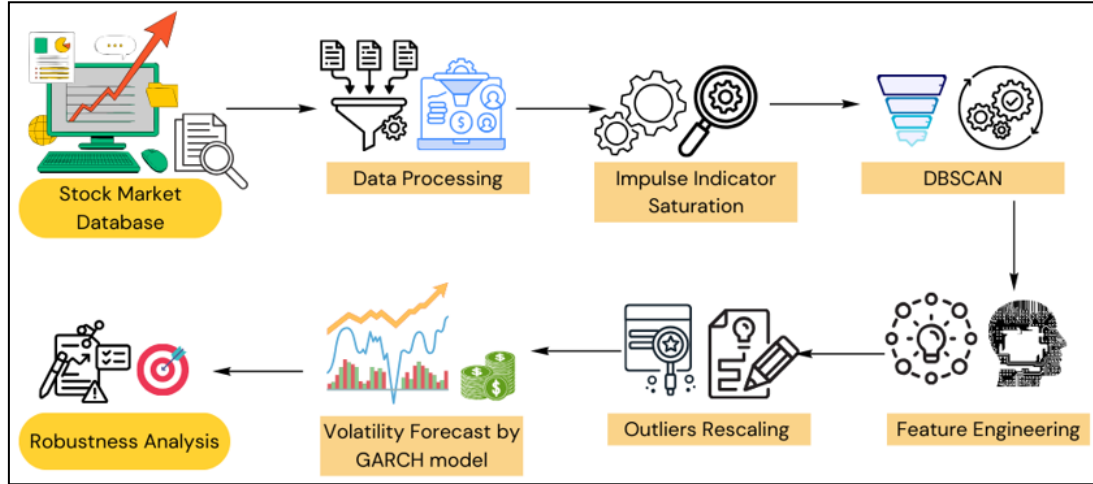 Stock Market
Database
Data Processing
Impulse Indicator
Saturation
DBSCAN
Feature Engineering
Outliers Rescaling
Volatility Forecast by
GARCH model
Robustness Analysis